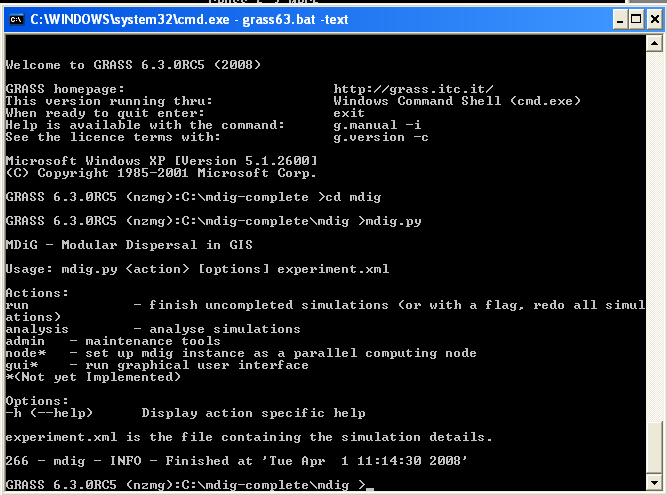 C:\WINDOWS\system32\cmd.exe - grass63.bat -text
Welcome to GRASS 6.3.0RC5 (2008)
GRASS homepage: http://grass.itc.it/
This version running thru: Windows Command Shell (cmd.exe)
When ready to quit enter: exit
Help is available with the command: g.manual -i
See the licence terms with: g.version -c
Microsoft Windows XP [Version 5.1.2600]
(C) Copyright 1985-2001 Microsoft Corp.
GRASS 6.3.0RC5 (nzmg):C:\mdig-complete >cd mdig
GRASS 6.3.0RC5 (nzmg):C:\mdig-complete\mdig >mdig.py
MDiG - Modular Dispersal in GIS
Usage: mdig.py <action> [options] experiment.xml
Actions:
run - finish uncompleted simulations (or with a flag, redo all simul
ations)
analysis - analyse simulations
admin - maintenance tools
node* - set up mdig instance as a parallel computing node
gui* - run graphical user interface
*(Not yet Implemented)
Options:
-h (--help) Display action specific help
experiment.xml is the file containing the simulation details.
266 - mdig - INFO - Finished at 'Tue Apr  1 11:14:30 2008'
GRASS 6.3.0RC5 (nzmg):C:\mdig-complete\mdig >_